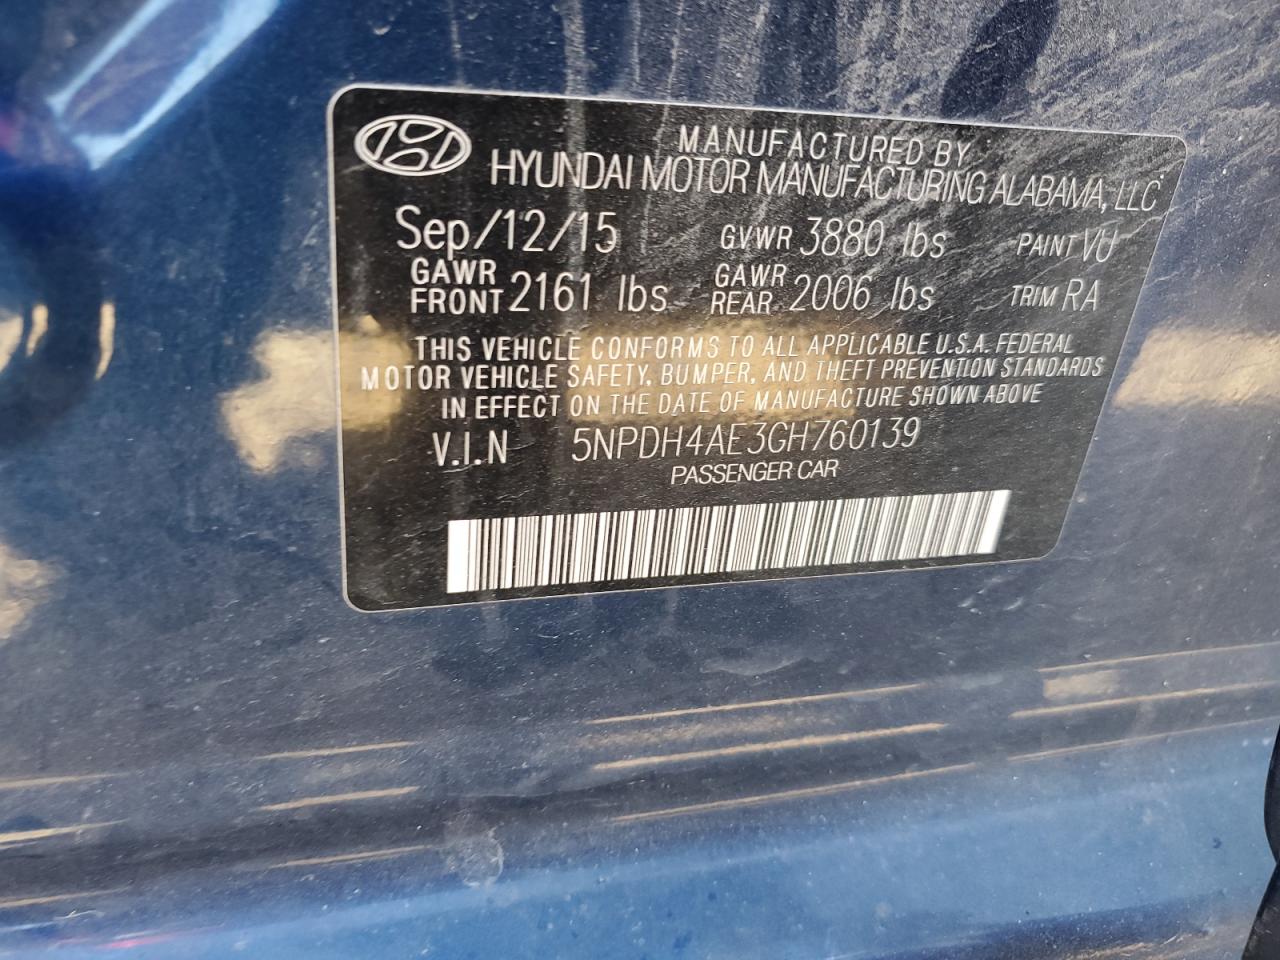 MANUFACTURED BY
HYUNDAI MOTOR MANUFACTURING ALABAMA, LLC
Sep/12/15 GVWR 3880 lbs PAINT VU
GAWR FRONT 2161 lbs GAWR REAR 2006 lbs TRIM RA
THIS VEHICLE CONFORMS TO ALL APPLICABLE U.S.A. FEDERAL
MOTOR VEHICLE SAFETY, BUMPER, AND THEFT PREVENTION STANDARDS
IN EFFECT ON THE DATE OF MANUFACTURE SHOWN ABOVE
V.I.N 5NPDH4AE3GH760139
PASSENGER CAR